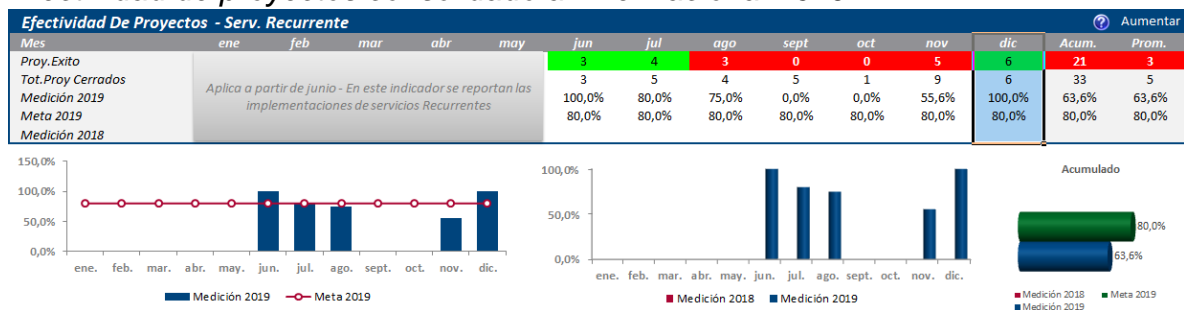 Efectividad De Proyectos - Serv. Recurrente ? Aumentar
Mes ene feb mar abr may jun jul ago sept oct nov dic Acum. Prom.
Proy.Exito 3 4 3 0 0 5 6 21 3
Tot.Proy Cerrados 3 5 4 5 1 9 6 33 5
Aplica a partir de junio - En este indicador se reportan las implementaciones de servicios Recurrentes
Medición 2019 100,0% 80,0% 75,0% 0,0% 0,0% 55,6% 100,0% 63,6% 63,6%
Meta 2019 80,0% 80,0% 80,0% 80,0% 80,0% 80,0% 80,0% 80,0% 80,0%
Medición 2018
150,0%
100,0%
50,0%
0,0%
ene. feb. mar. abr. may. jun. jul. ago. sept. oct. nov. dic.
Medición 2019 Meta 2019
100,0%
50,0%
0,0%
ene. feb. mar. abr. may. jun. jul. ago. sept. oct. nov. dic.
Medición 2018 Medición 2019
Acumulado
80,0%
63,6%
Medición 2018 Meta 2019
Medición 2019